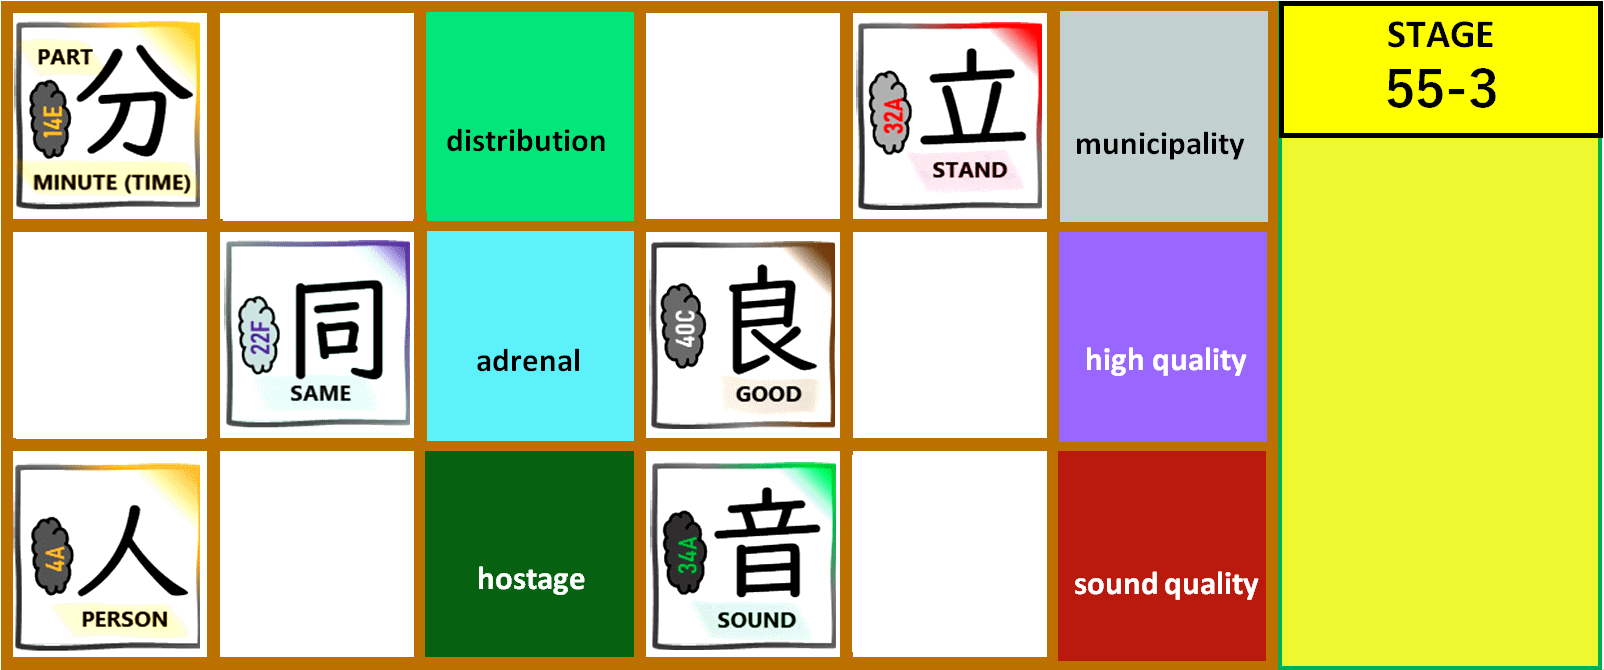 PART
分
14E
MINUTE (TIME)
distribution
立
32A
STAND
municipality
STAGE
55-3
同
22F
SAME
adrenal
良
40C
GOOD
high quality
人
4A
PERSON
hostage
音
34A
SOUND
sound quality